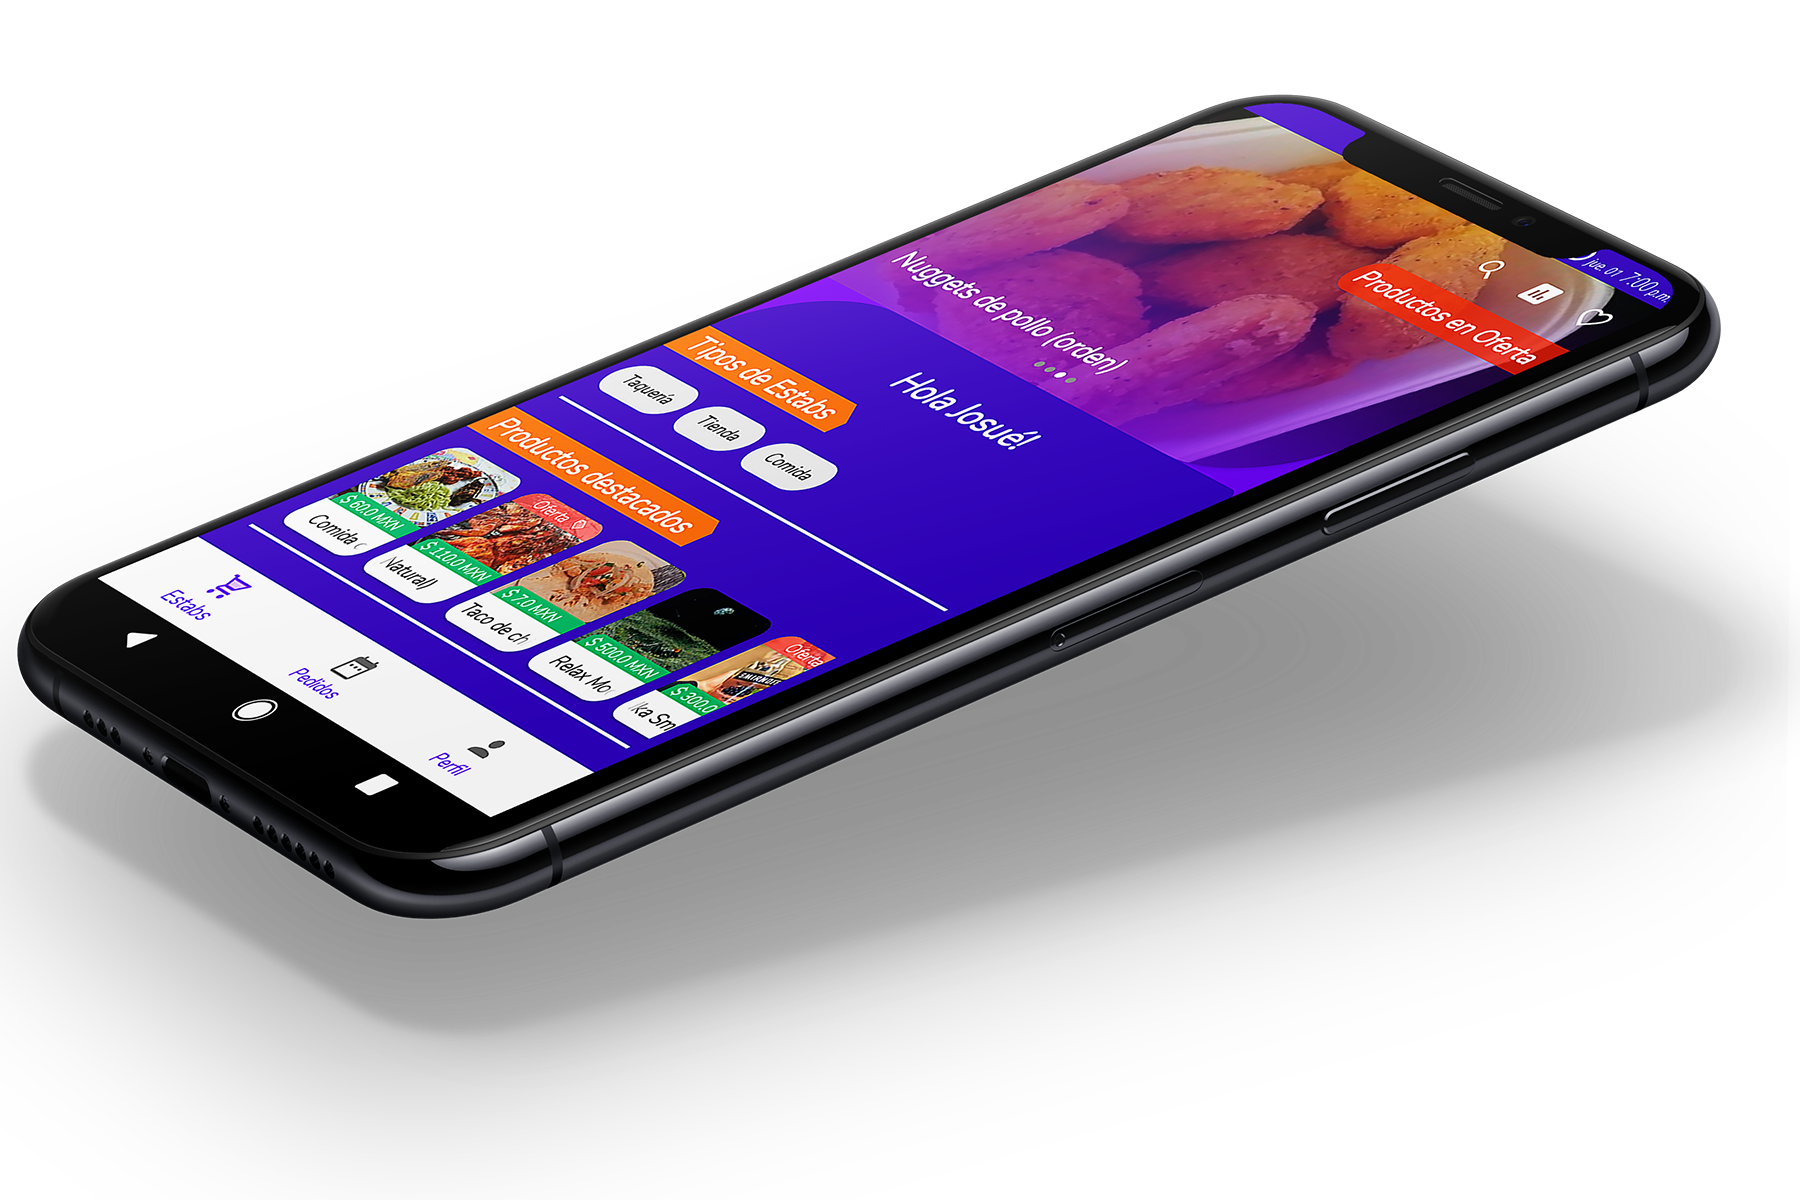 jue. 01 7:00 p.m.
Productos en Oferta
Nuggets de pollo (orden)
Hola Josué!
Tipos de Estabs
Taquería
Tienda
Comida
Productos destacados
Oferta
Oferta
$ 60.0 MXN
$ 110.0 MXN
$ 7.0 MXN
$ 500.0 MXN
$ 300.0
SMIRNOFF
Comida
Natural
Taco de ch
Relax Mo
ka Sm
Estabs
Pedidos
Perfil